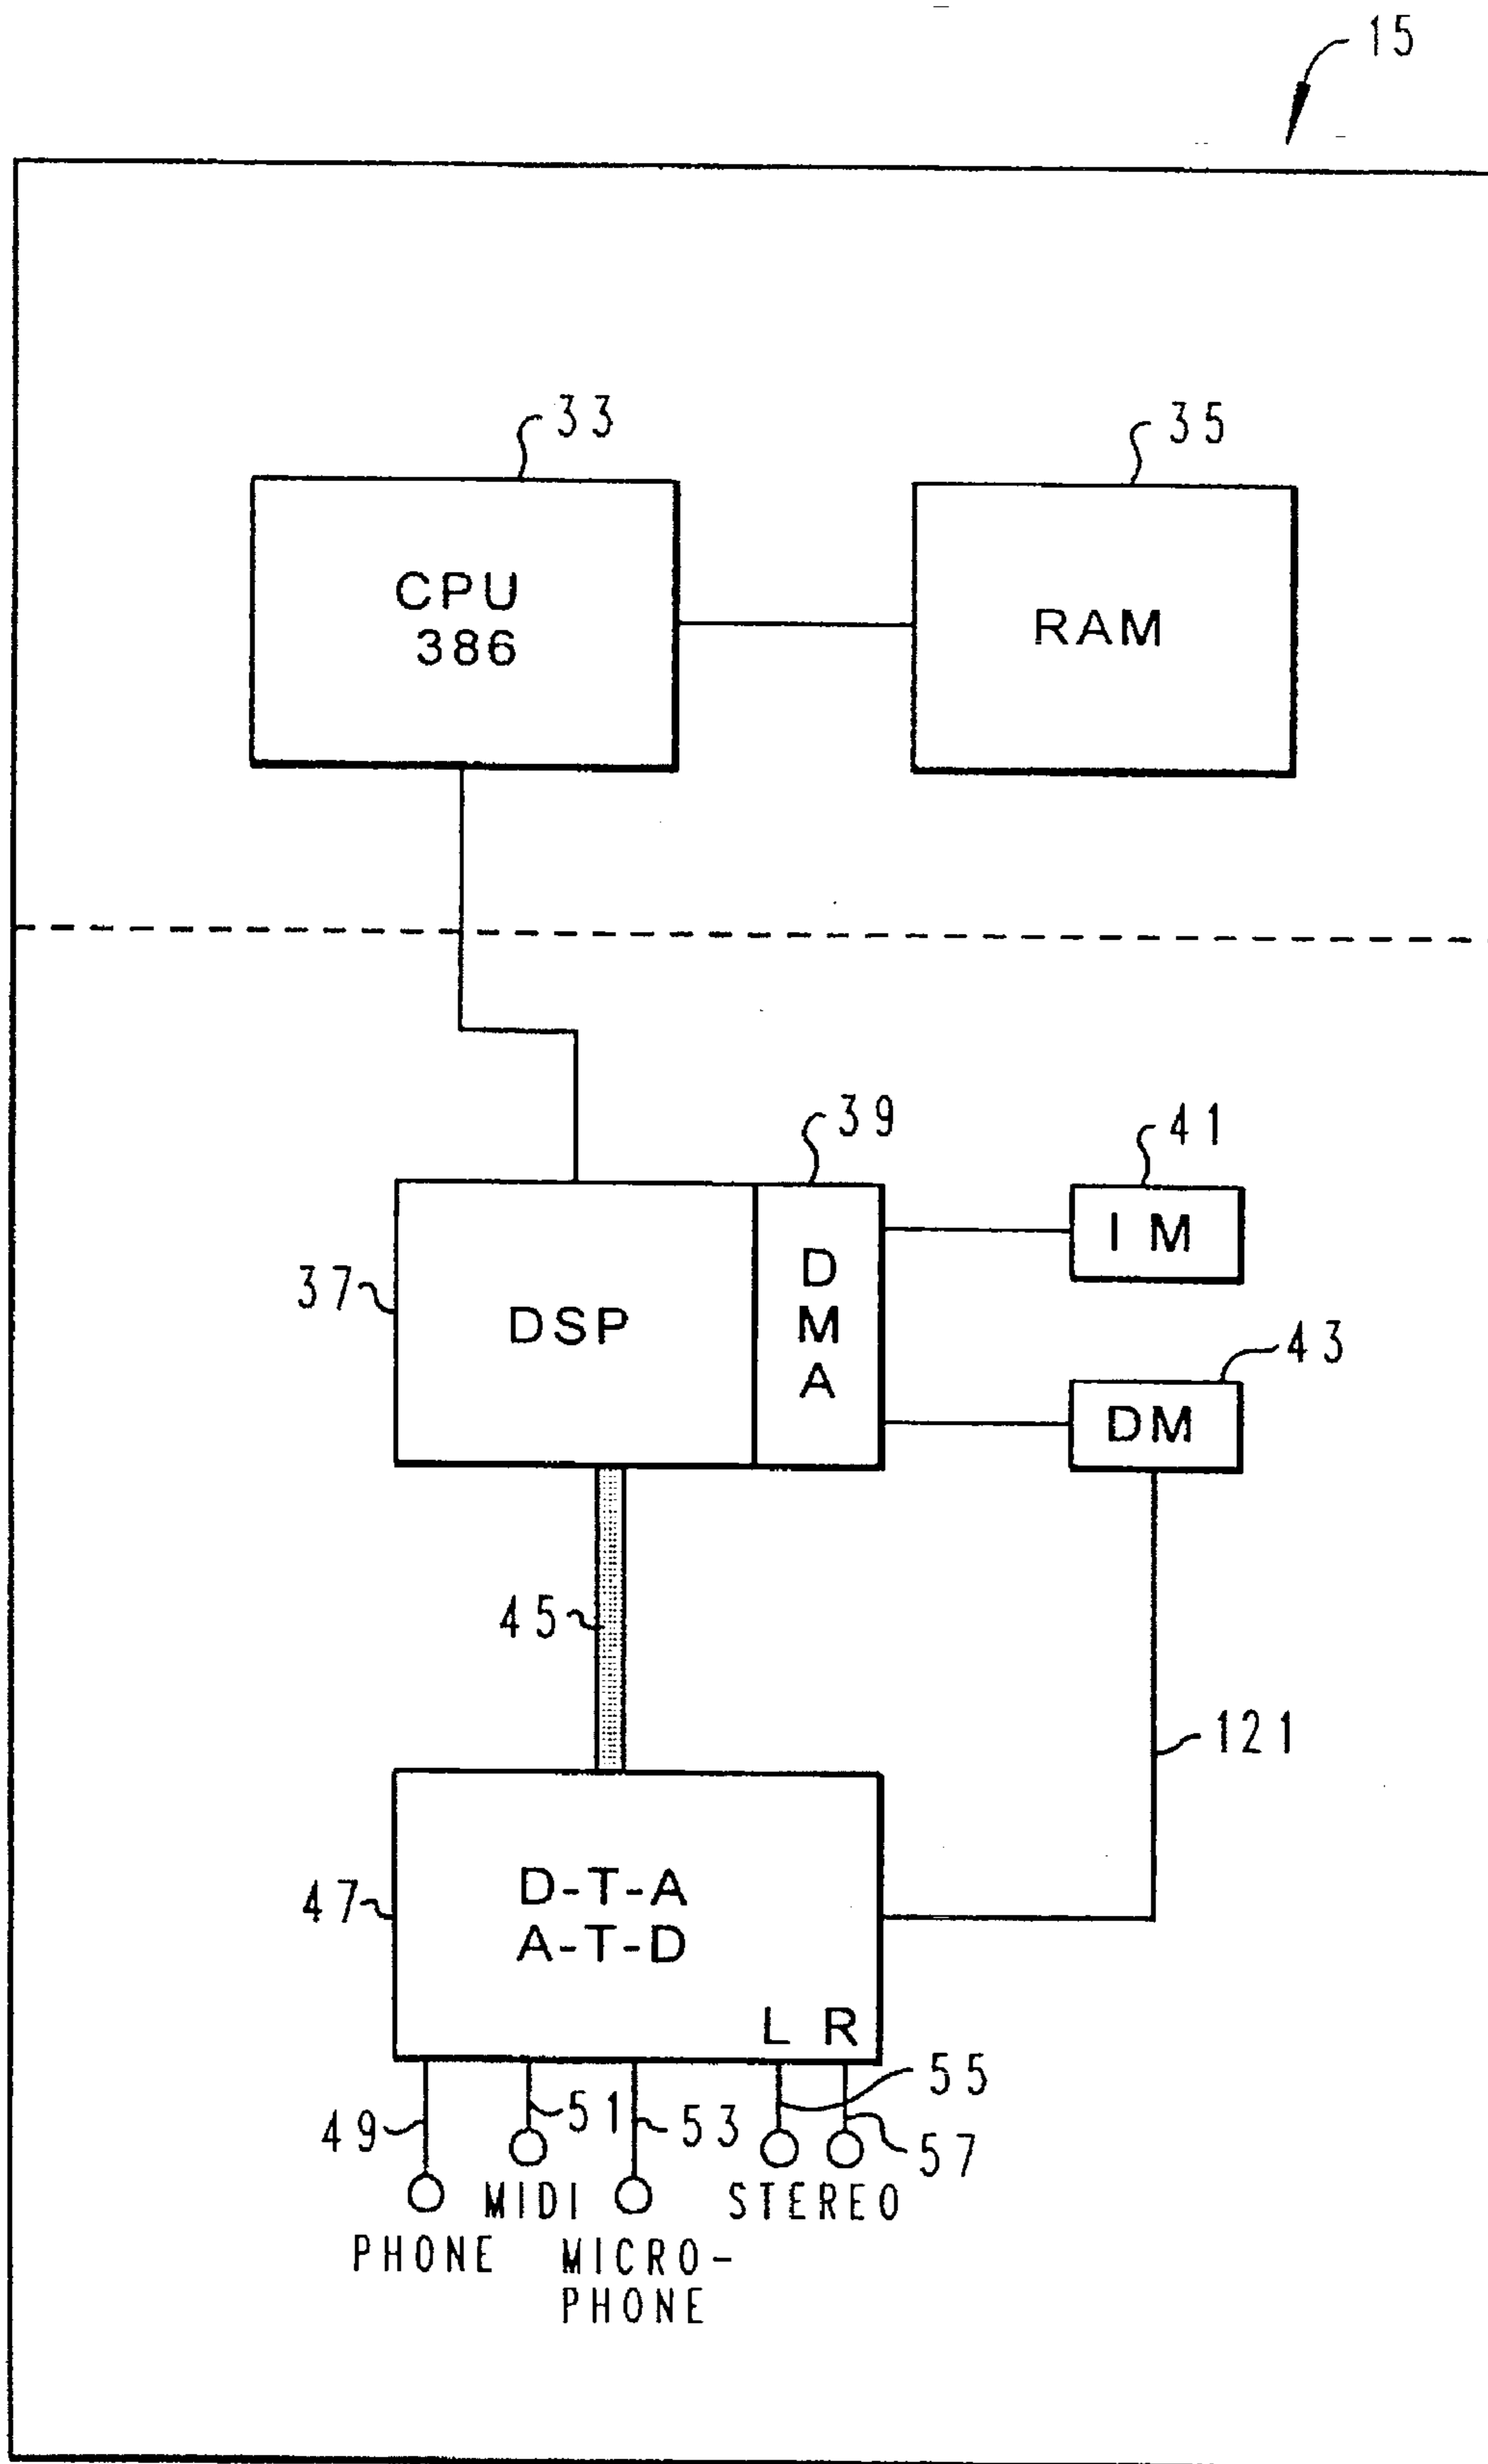 15
33
35
CPU
386
RAM
39
41
37
DSP
D
M
A
IM
43
DM
45
121
47
D-T-A
A-T-D
L R
55
49
51
53
57
MIDI
STEREO
PHONE
MICRO-
PHONE